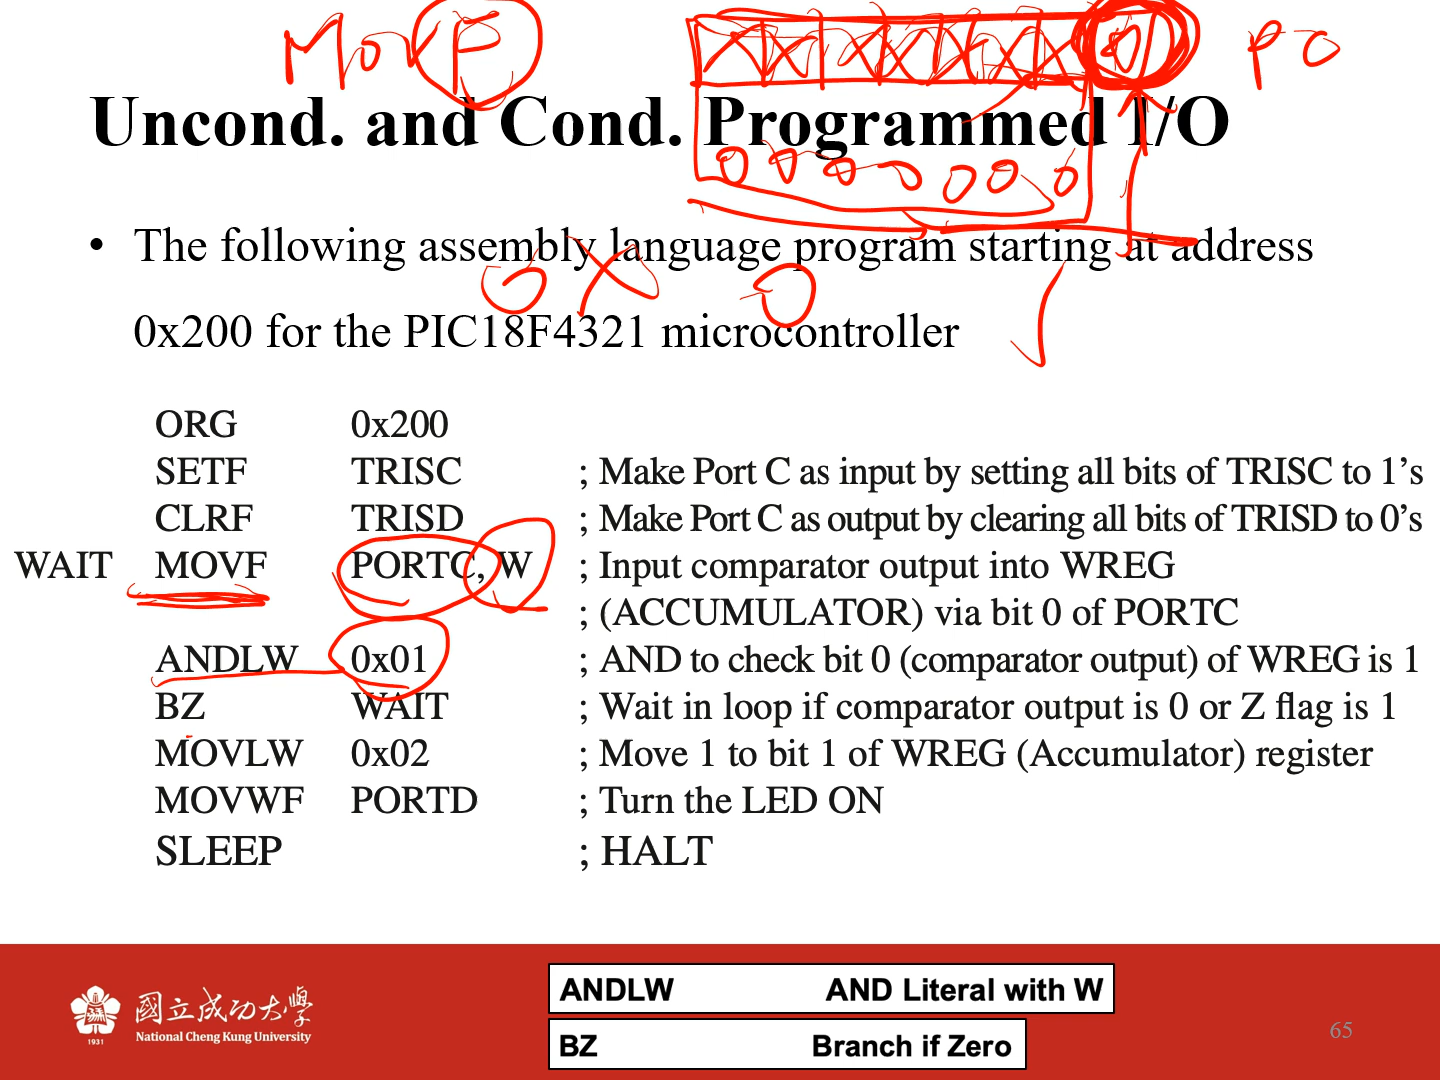 MOVF
Uncond. and Cond. Programmed I/O
0 0 0 0 0 0 0
• The following assembly language program starting at address
0x200 for the PIC18F4321 microcontroller
ORG 0x200
SETF TRISC ; Make Port C as input by setting all bits of TRISC to 1’s
CLRF TRISD ; Make Port C as output by clearing all bits of TRISD to 0’s
WAIT MOVF PORTC, W ; Input comparator output into WREG
; (ACCUMULATOR) via bit 0 of PORTC
ANDLW 0x01 ; AND to check bit 0 (comparator output) of WREG is 1
BZ WAIT ; Wait in loop if comparator output is 0 or Z flag is 1
MOVLW 0x02 ; Move 1 to bit 1 of WREG (Accumulator) register
MOVWF PORTD ; Turn the LED ON
SLEEP ; HALT
國立成功大學
National Cheng Kung University
1931
ANDLW AND Literal with W
BZ Branch if Zero
65